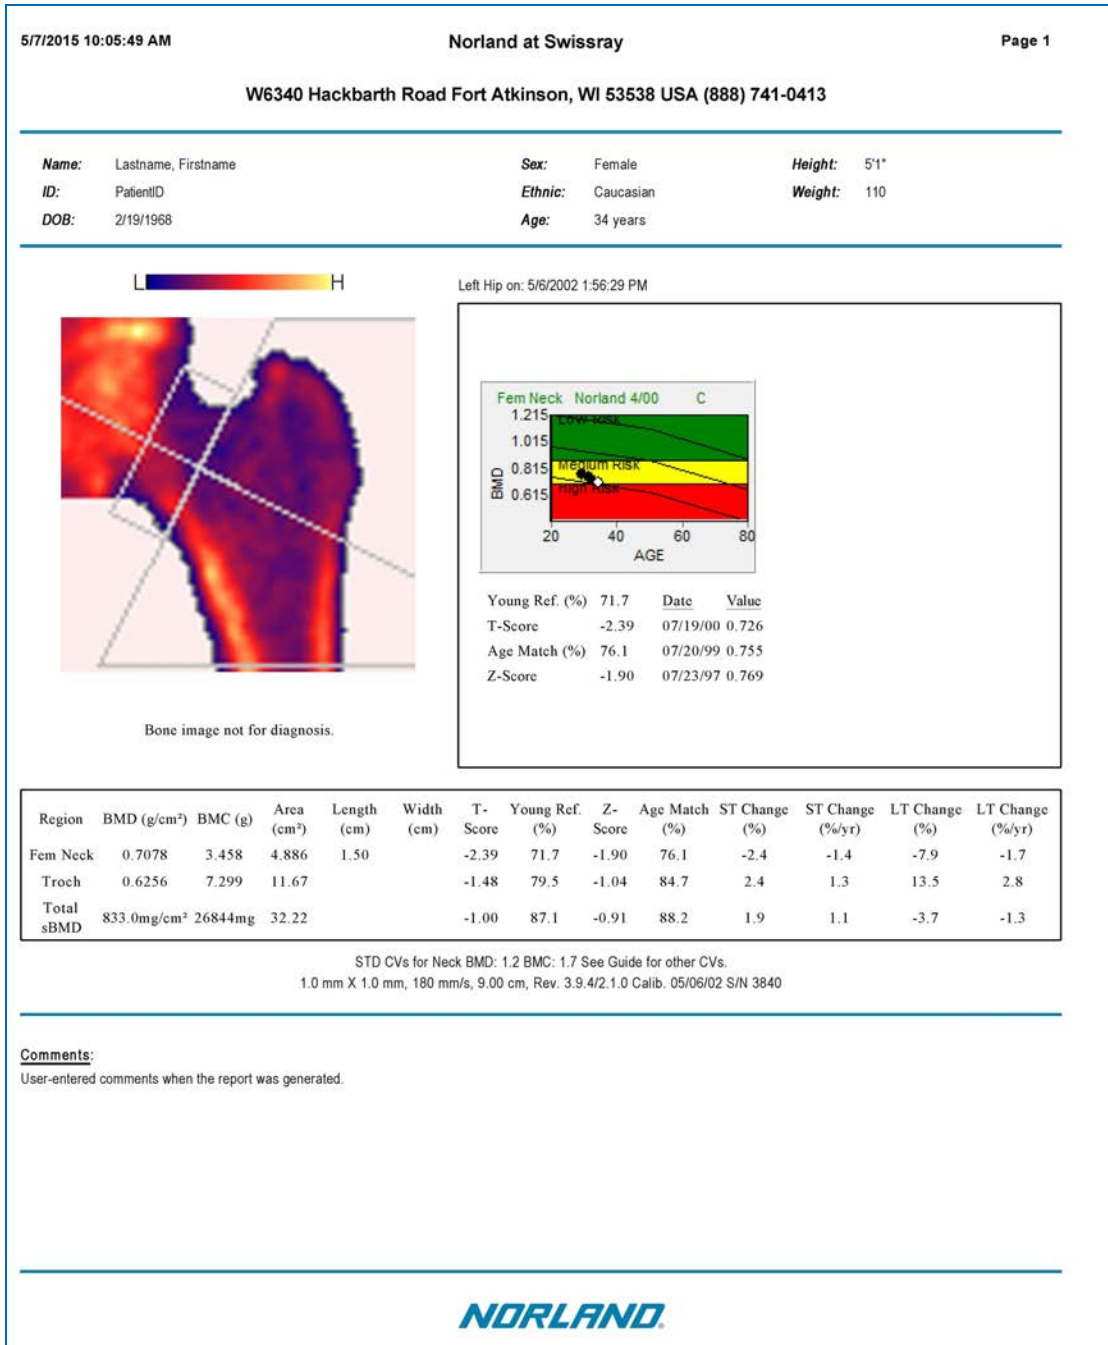 5/7/2015 10:05:49 AM Norland at Swissray Page 1
W6340 Hackbarth Road Fort Atkinson, WI 53538 USA (888) 741-0413
Name: Lastname, Firstname Sex: Female Height: 5'1"
ID: PatientID Ethnic: Caucasian Weight: 110
DOB: 2/19/1968 Age: 34 years
L H
Left Hip on: 5/6/2002 1:56:29 PM
Fem Neck Norland 4/00 C
1.215
Low Risk
1.015
0.815
Medium Risk
0.615
High Risk
BMD
20 40 60 80
AGE
Young Ref. (%) 71.7 Date Value
T-Score -2.39 07/19/00 0.726
Age Match (%) 76.1 07/20/99 0.755
Z-Score -1.90 07/23/97 0.769
Bone image not for diagnosis.
Region BMD (g/cm²) BMC (g) Area (cm²) Length (cm) Width (cm) T-Score Young Ref. (%) Z-Score Age Match (%) ST Change (%) ST Change (%/yr) LT Change (%) LT Change (%/yr)
Fem Neck 0.7078 3.458 4.886 1.50 -2.39 71.7 -1.90 76.1 -2.4 -1.4 -7.9 -1.7
Troch 0.6256 7.299 11.67 -1.48 79.5 -1.04 84.7 2.4 1.3 13.5 2.8
Total sBMD 833.0mg/cm² 26844mg 32.22 -1.00 87.1 -0.91 88.2 1.9 1.1 -3.7 -1.3
STD CVs for Neck BMD: 1.2 BMC: 1.7 See Guide for other CVs.
1.0 mm X 1.0 mm, 180 mm/s, 9.00 cm, Rev. 3.9.4/2.1.0 Calib. 05/06/02 S/N 3840
Comments:
User-entered comments when the report was generated.
NORLAND.